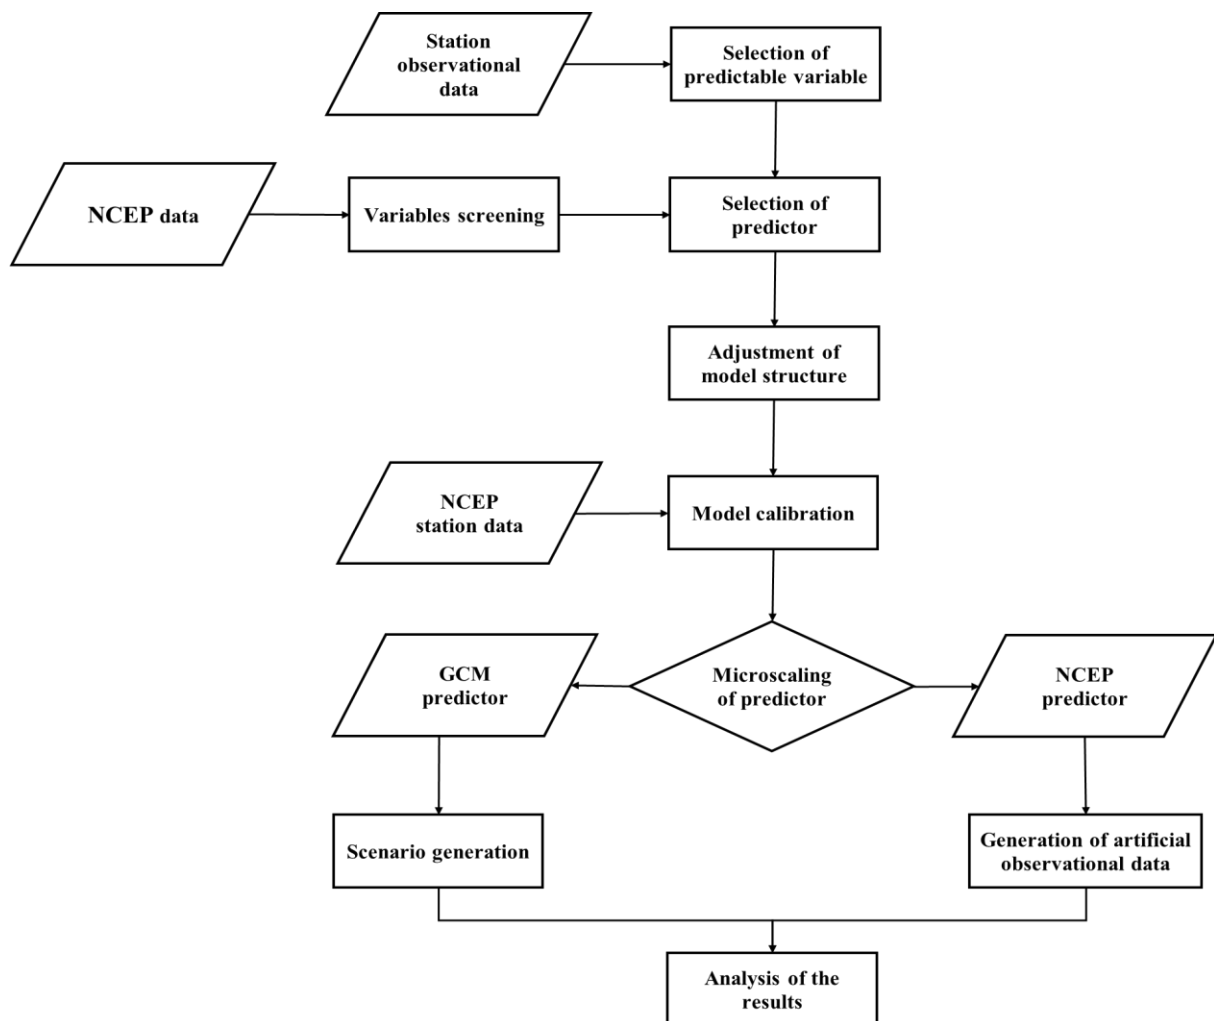 Station
observational
data
Selection of
predictable variable
NCEP data
Variables screening
Selection of
predictor
Adjustment of
model structure
NCEP
station data
Model calibration
GCM
predictor
Microscaling
of predictor
NCEP
predictor
Scenario generation
Generation of artificial
observational data
Analysis of the
results